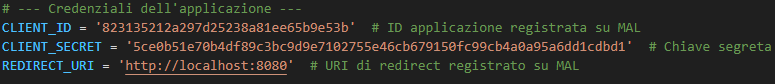 # --- Credenziali dell'applicazione ---
CLIENT_ID = '823135212a297d25238a81ee65b9e53b'  # ID applicazione registrata su MAL
CLIENT_SECRET = '5ce0b51e70b4df89c3bc9d9e7102755e46cb679150fc99cb4a0a95a6dd1cdbd1'  # Chiave segreta
REDIRECT_URI = 'http://localhost:8080'  # URI di redirect registrato su MAL